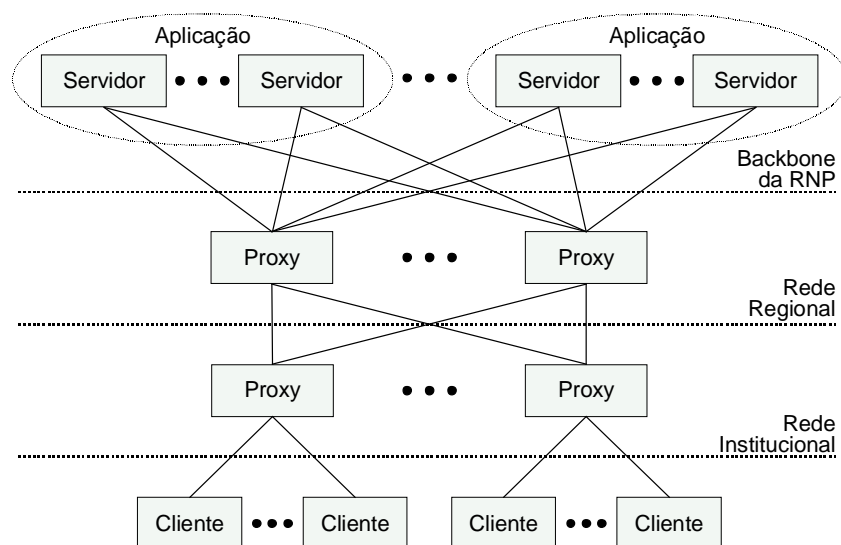 Aplicação
Aplicação
Servidor
Servidor
Servidor
Servidor
Backbone
da RNP
Proxy
Proxy
Rede
Regional
Proxy
Proxy
Rede
Institucional
Cliente
Cliente
Cliente
Cliente